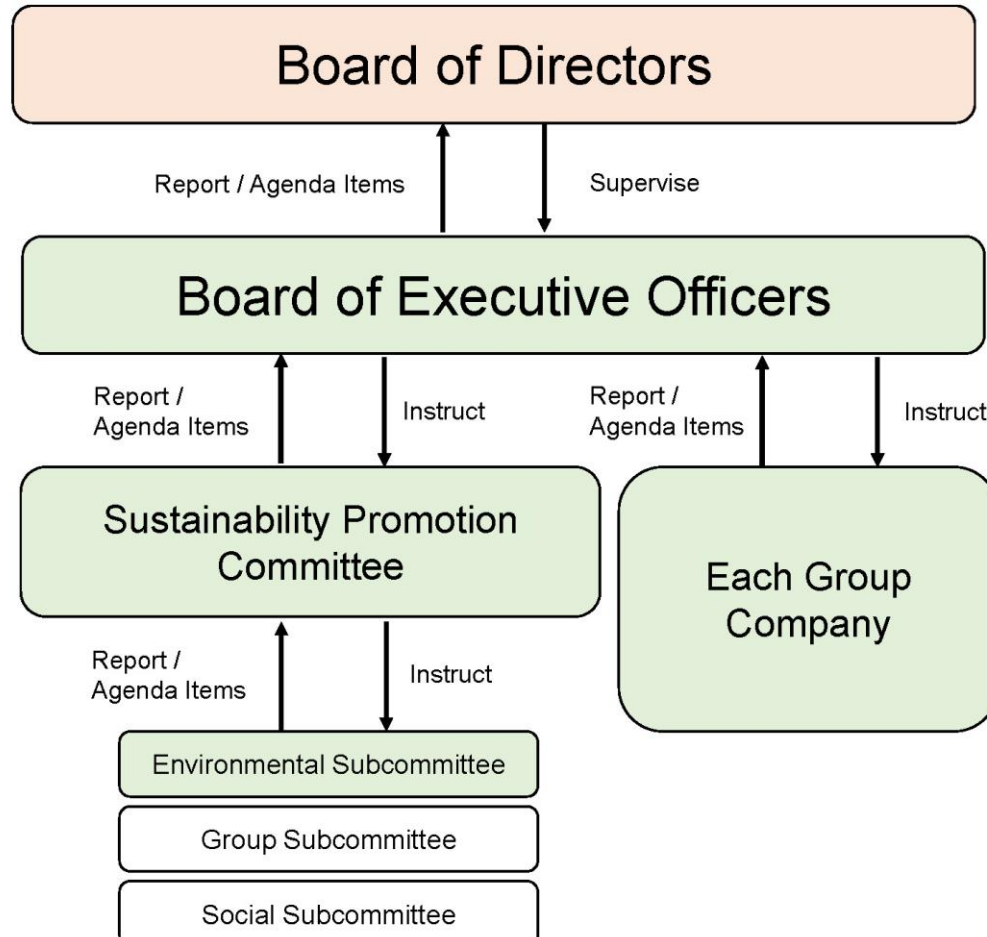 Board of Directors
Report / Agenda Items
Supervise
Board of Executive Officers
Report /
Agenda Items
Instruct
Report /
Agenda Items
Instruct
Sustainability Promotion
Committee
Each Group
Company
Report /
Agenda Items
Instruct
Environmental Subcommittee
Group Subcommittee
Social Subcommittee